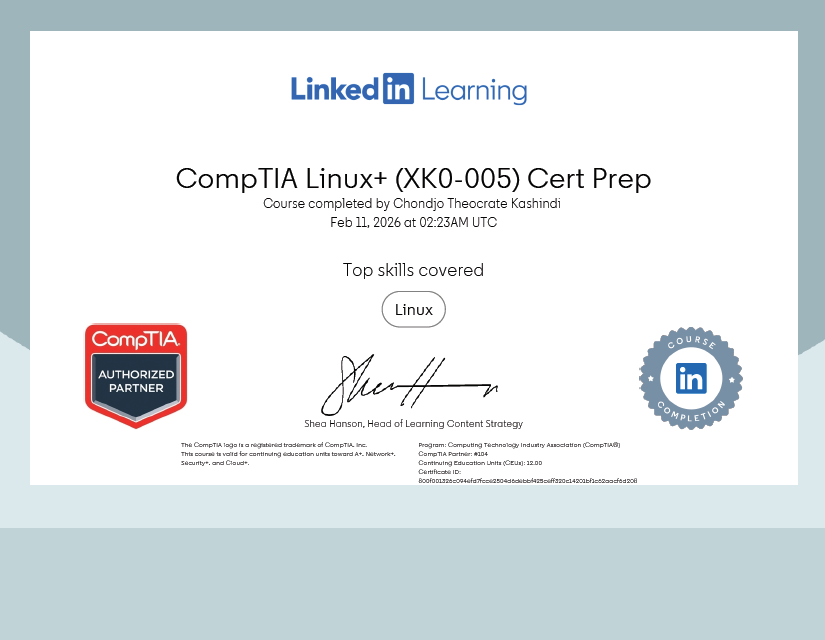 LinkedIn Learning
CompTIA Linux+ (XK0-005) Cert Prep
Course completed by Chondjo Theocrate Kashindi
Feb 11, 2026 at 02:23AM UTC
Top skills covered
Linux
CompTIA.
AUTHORIZED
PARTNER
COURSE
in
COMPLETION
Shea Hanson, Head of Learning Content Strategy
The CompTIA logo is a registered trademark of CompTIA, Inc.
This course is valid for continuing education units toward A+, Network+,
Security+, and Cloud+.
Program: Computing Technology Industry Association (CompTIA®)
CompTIA Partner: #104
Continuing Education Units (CEUs): 12.00
Certificate ID: